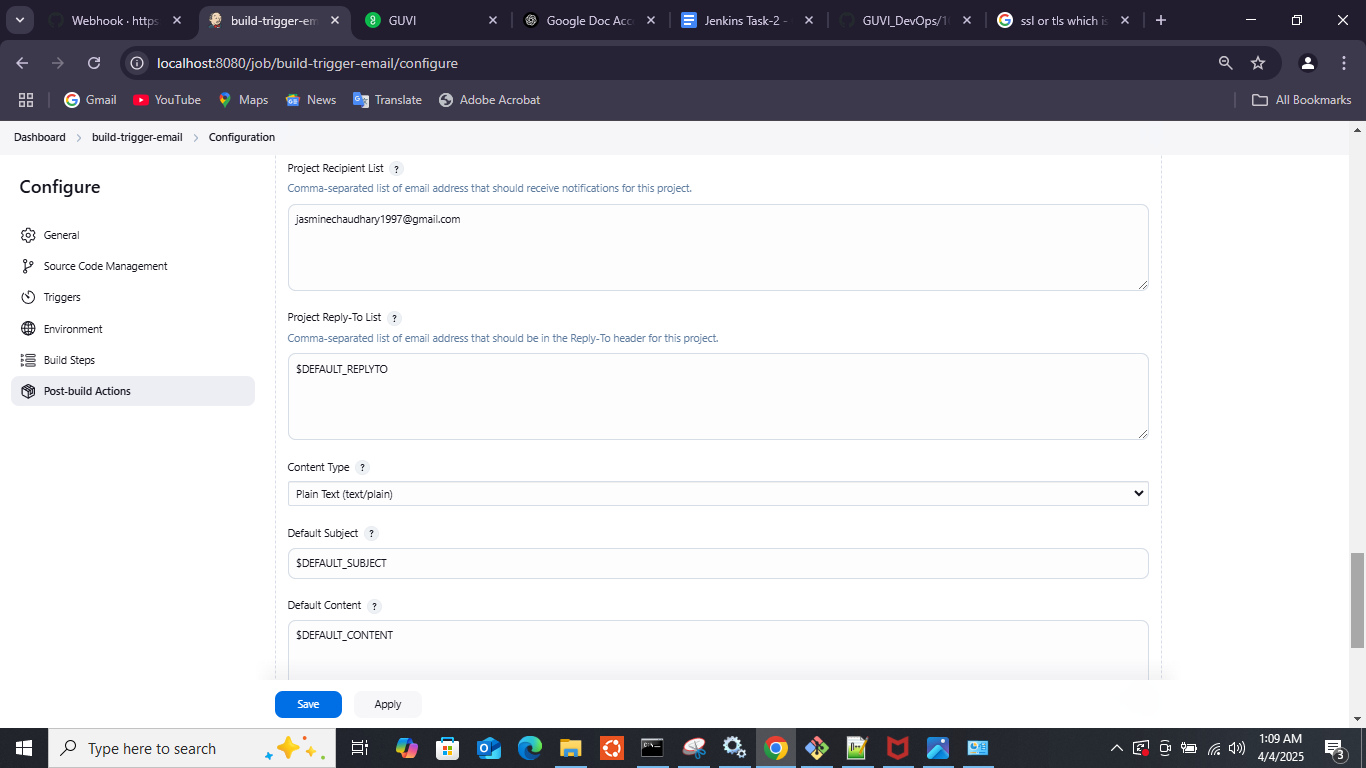 Webhook · https
build-trigger-em
GUVI
Google Doc Acc
Jenkins Task-2 -
GUVI_DevOps/1
ssl or tls which is
localhost:8080/job/build-trigger-email/configure
Gmail
YouTube
Maps
News
Translate
Adobe Acrobat
All Bookmarks
Dashboard
build-trigger-email
Configuration
Configure
General
Source Code Management
Triggers
Environment
Build Steps
Post-build Actions
Project Recipient List ?
Comma-separated list of email address that should receive notifications for this project.
jasminechaudhary1997@gmail.com
Project Reply-To List ?
Comma-separated list of email address that should be in the Reply-To header for this project.
$DEFAULT_REPLYTO
Content Type ?
Plain Text (text/plain)
Default Subject ?
$DEFAULT_SUBJECT
Default Content ?
$DEFAULT_CONTENT
Save
Apply
Type here to search
1:09 AM
4/4/2025
3